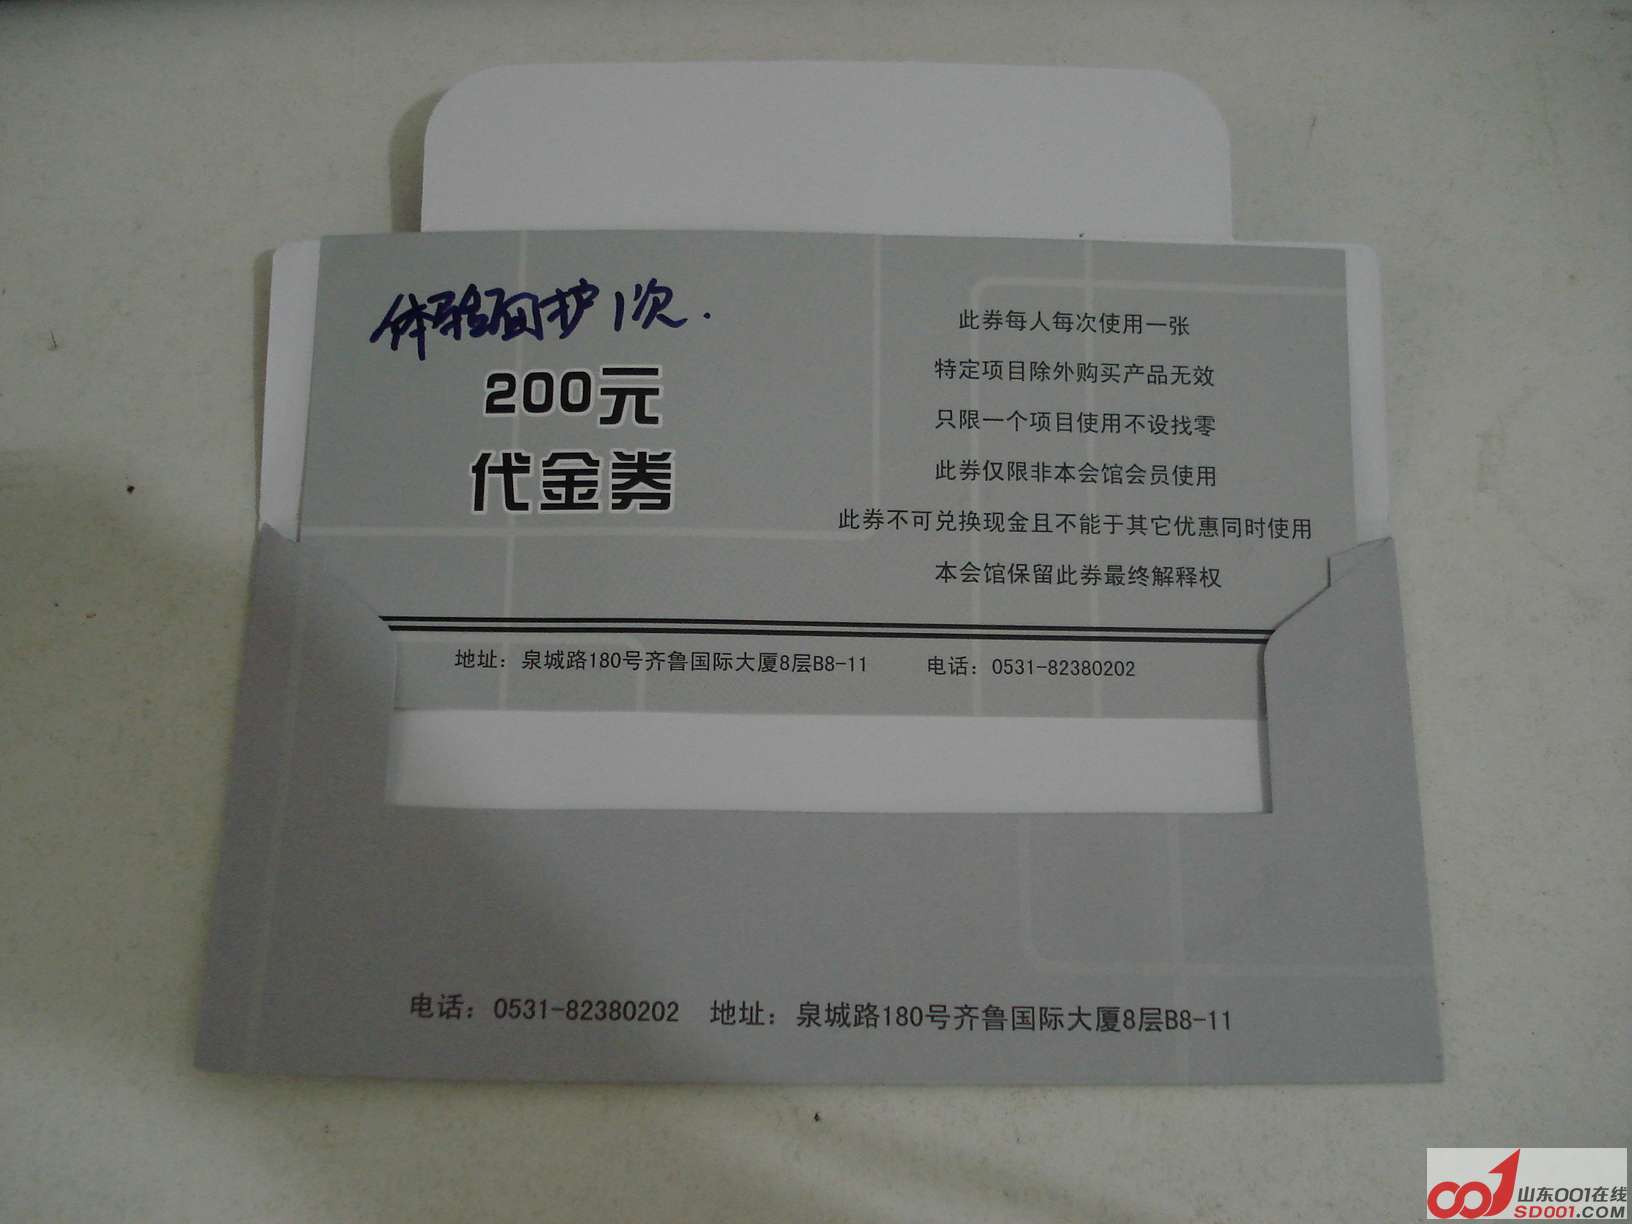 体验面护1次.
200元
代金券
此券每人每次使用一张
特定项目除外购买产品无效
只限一个项目使用不设找零
此券仅限非本会馆会员使用
此券不可兑换现金且不能于其它优惠同时使用
本会馆保留此券最终解释权
地址：泉城路180号齐鲁国际大厦8层B8-11 电话：0531-82380202
电话：0531-82380202 地址：泉城路180号齐鲁国际大厦8层B8-11
001 山东001在线
SD001.COM